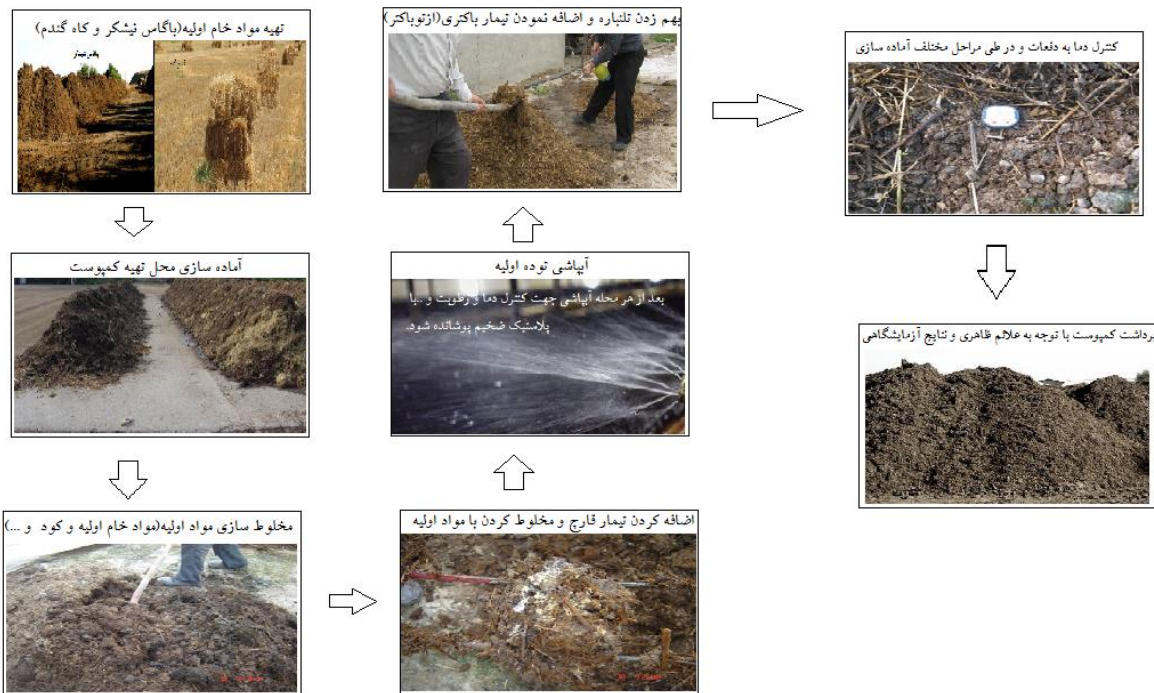 تهیه مواد خام اولیه(باگاس نیشکر و کاه گندم)
آماده سازی محل تهیه کمپوست
مخلوط سازی مواد اولیه(مواد خام اولیه و کود و ...)
اضافه کردن تیمار قارچ و مخلوط کردن با مواد اولیه
آبپاشی توده اولیه
بعد از هر محله آبپاشی جهت کنترل دما و رطوبت و ..با
پلاستیک ضخیم پوشانده شود.
بهم زدن تلنباره و اضافه نمودن تیمار باکتری(ازتوباکتر)
کنترل دما به دفعات و در طی مراحل مختلف آماده سازی
برداشت کمپوست با توجه به علائم ظاهری و نتایج آزمایشگاهی